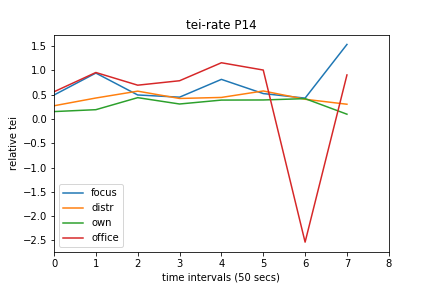 tei-rate P14
relative tei
1.5
1.0
0.5
0.0
−0.5
−1.0
−1.5
−2.0
−2.5
focus
distr
own
office
0 1 2 3 4 5 6 7 8
time intervals (50 secs)